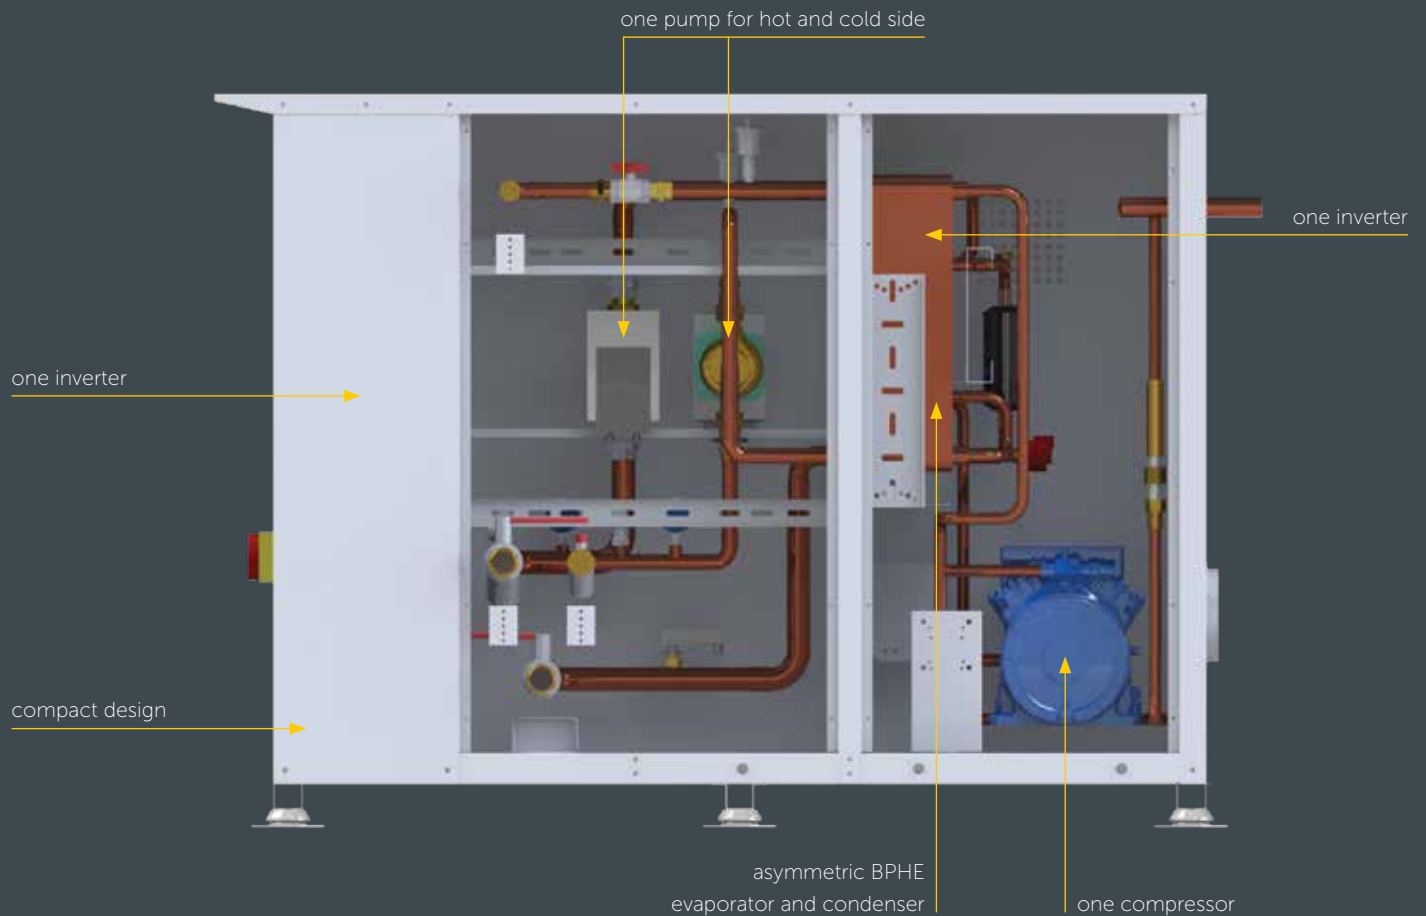 one pump for hot and cold side
one inverter
one inverter
compact design
asymmetric BPHE
evaporator and condenser
one compressor